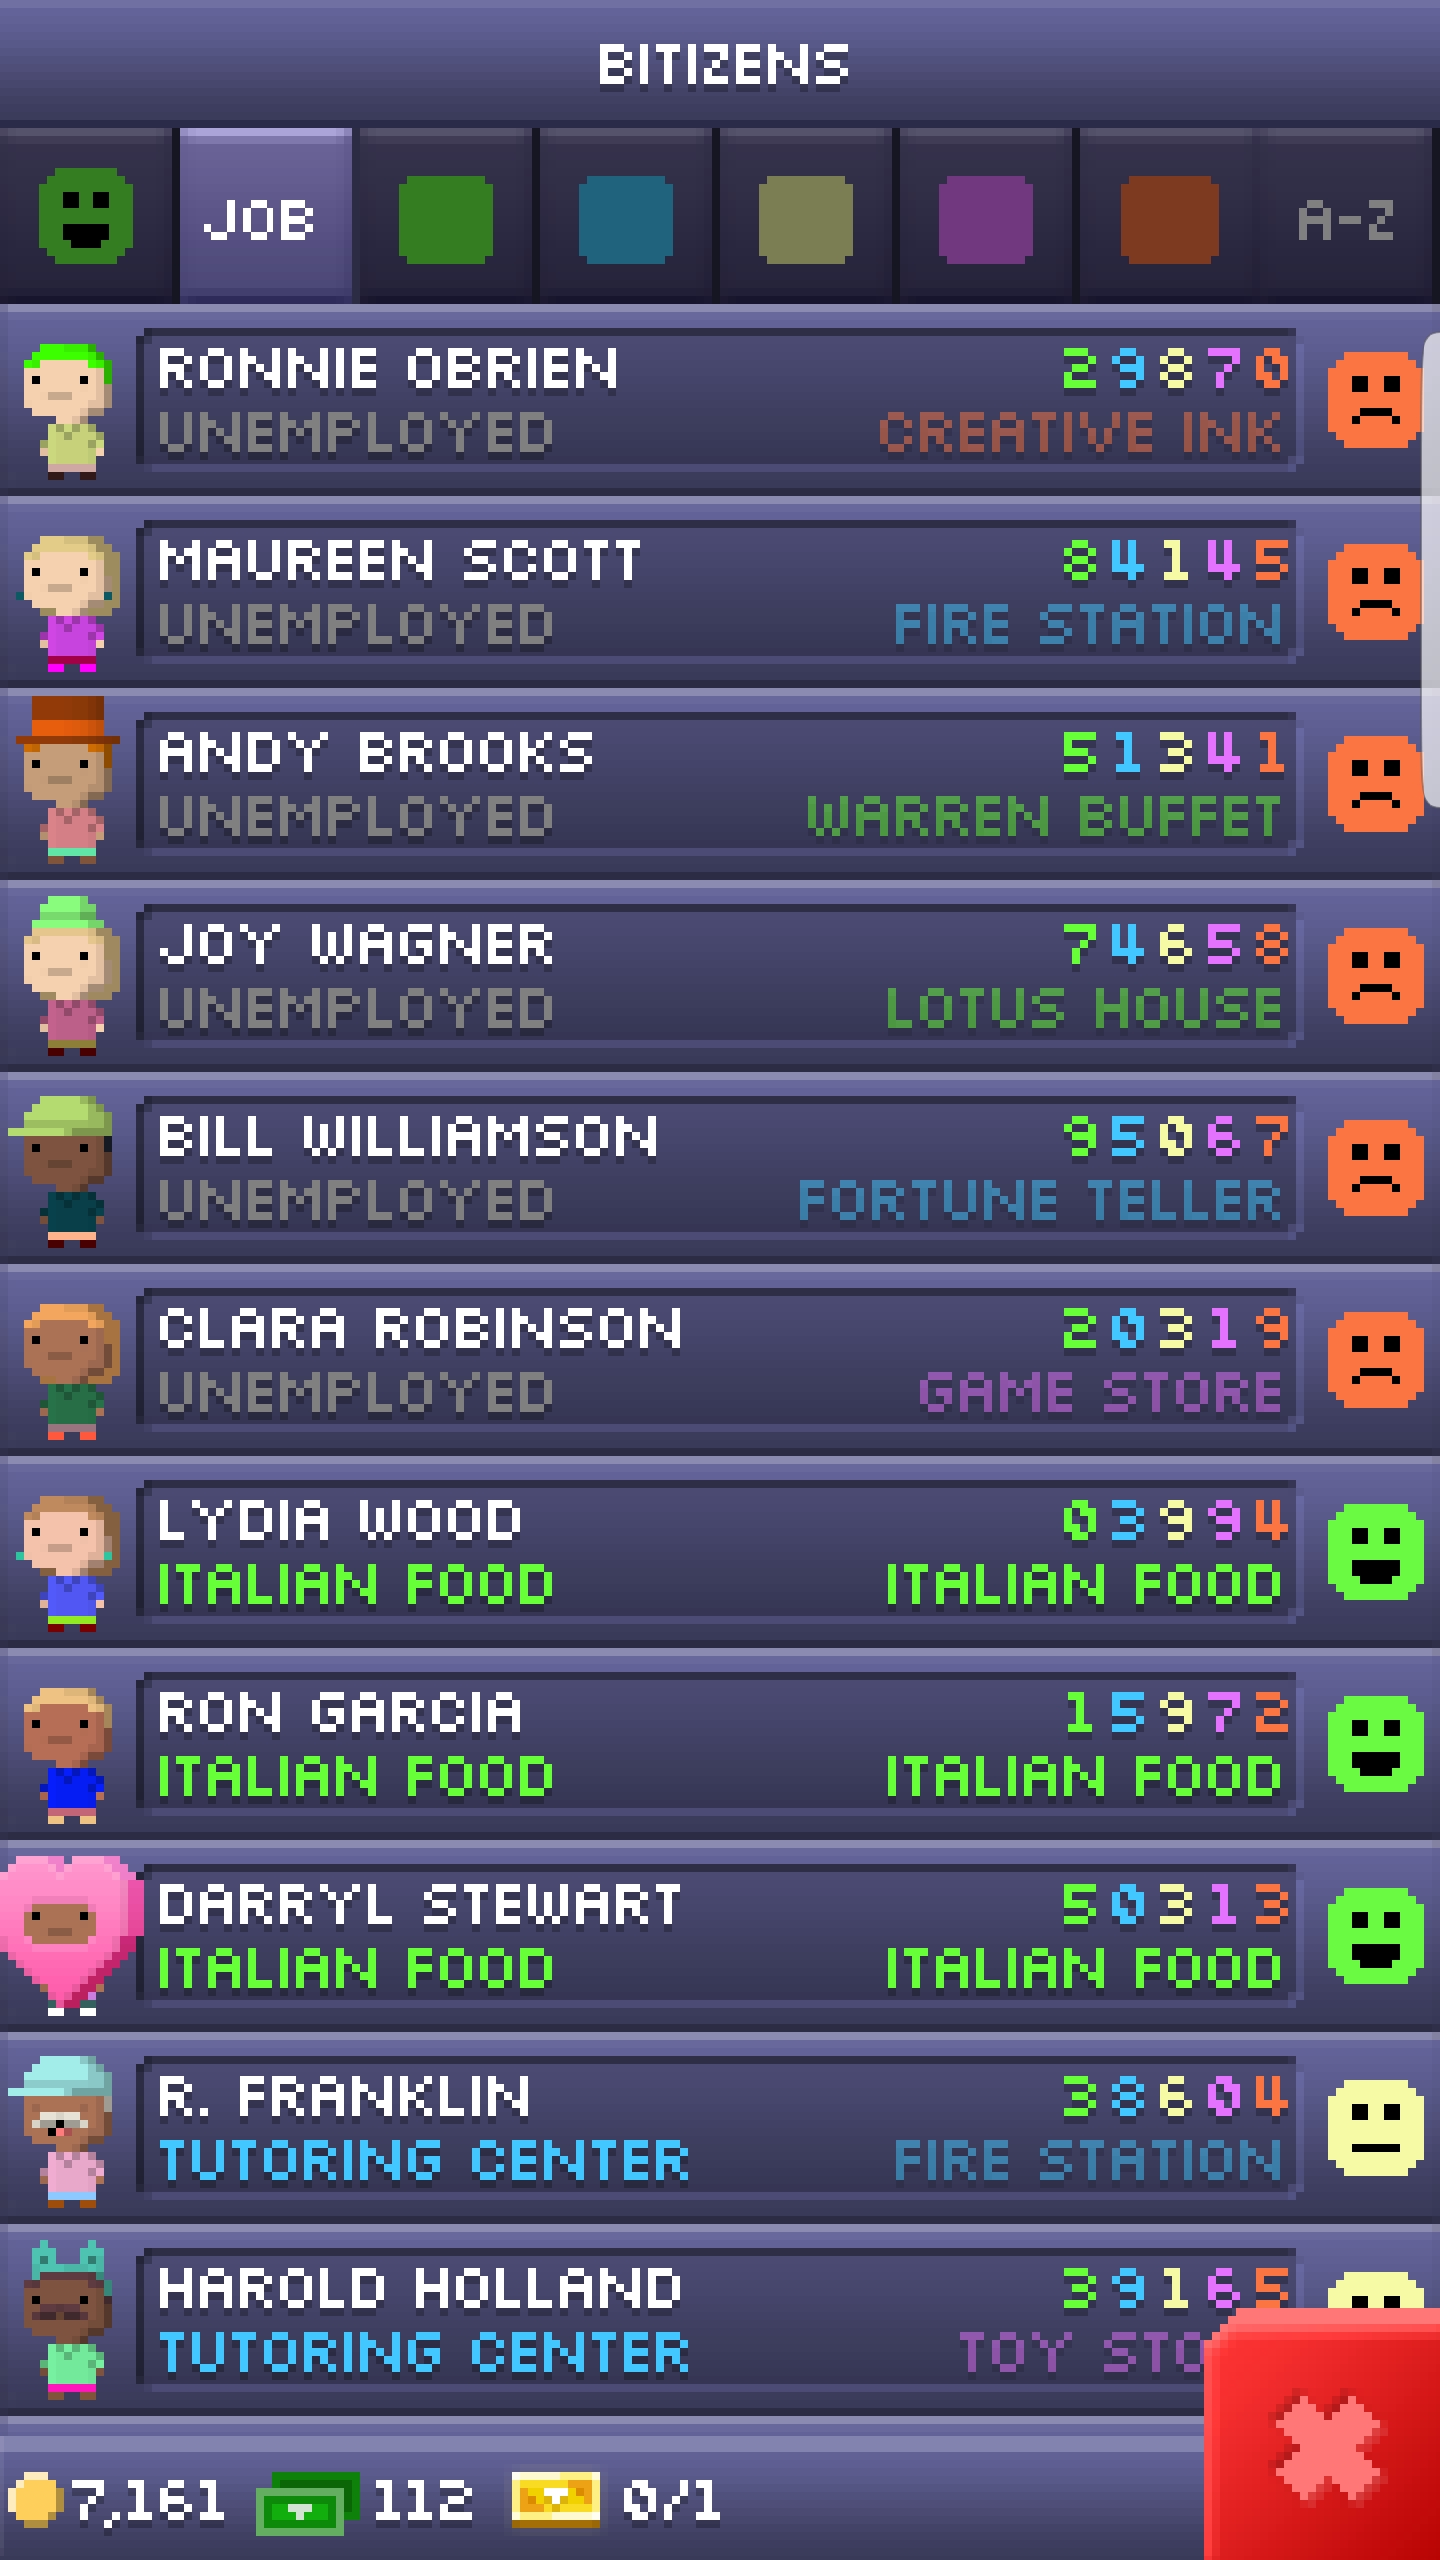 BITIZENS
JOB A-Z
RONNIE OBRIEN 29870
UNEMPLOYED CREATIVE INK
MAUREEN SCOTT 84145
UNEMPLOYED FIRE STATION
ANDY BROOKS 51341
UNEMPLOYED WARREN BUFFET
JOY WAGNER 74658
UNEMPLOYED LOTUS HOUSE
BILL WILLIAMSON 95067
UNEMPLOYED FORTUNE TELLER
CLARA ROBINSON 20319
UNEMPLOYED GAME STORE
LYDIA WOOD 03994
ITALIAN FOOD ITALIAN FOOD
RON GARCIA 15972
ITALIAN FOOD ITALIAN FOOD
DARRYL STEWART 50313
ITALIAN FOOD ITALIAN FOOD
R. FRANKLIN 38604
TUTORING CENTER FIRE STATION
HAROLD HOLLAND 39165
TUTORING CENTER TOY STO
7,161 112 0/1